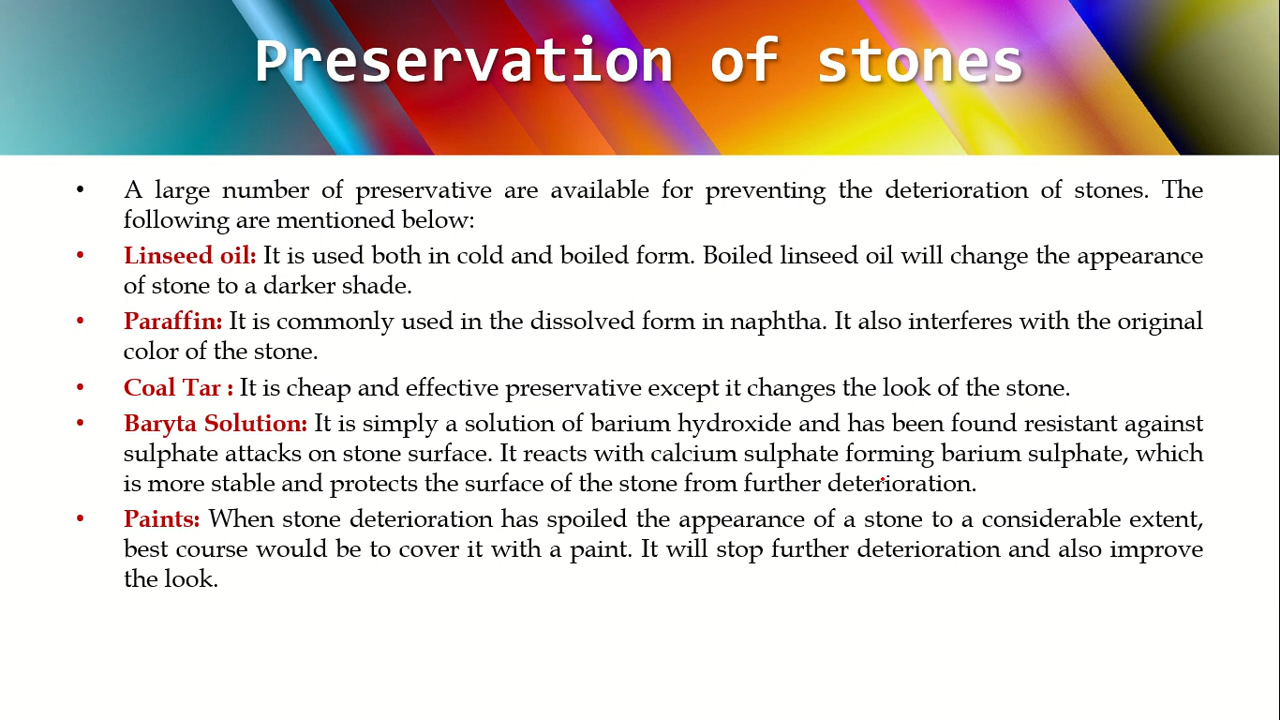 Preservation of stones
• A large number of preservative are available for preventing the deterioration of stones. The
following are mentioned below:
• Linseed oil: It is used both in cold and boiled form. Boiled linseed oil will change the appearance
of stone to a darker shade.
• Paraffin: It is commonly used in the dissolved form in naphtha. It also interferes with the original
color of the stone.
• Coal Tar : It is cheap and effective preservative except it changes the look of the stone.
• Baryta Solution: It is simply a solution of barium hydroxide and has been found resistant against
sulphate attacks on stone surface. It reacts with calcium sulphate forming barium sulphate, which
is more stable and protects the surface of the stone from further deterioration.
• Paints: When stone deterioration has spoiled the appearance of a stone to a considerable extent,
best course would be to cover it with a paint. It will stop further deterioration and also improve
the look.